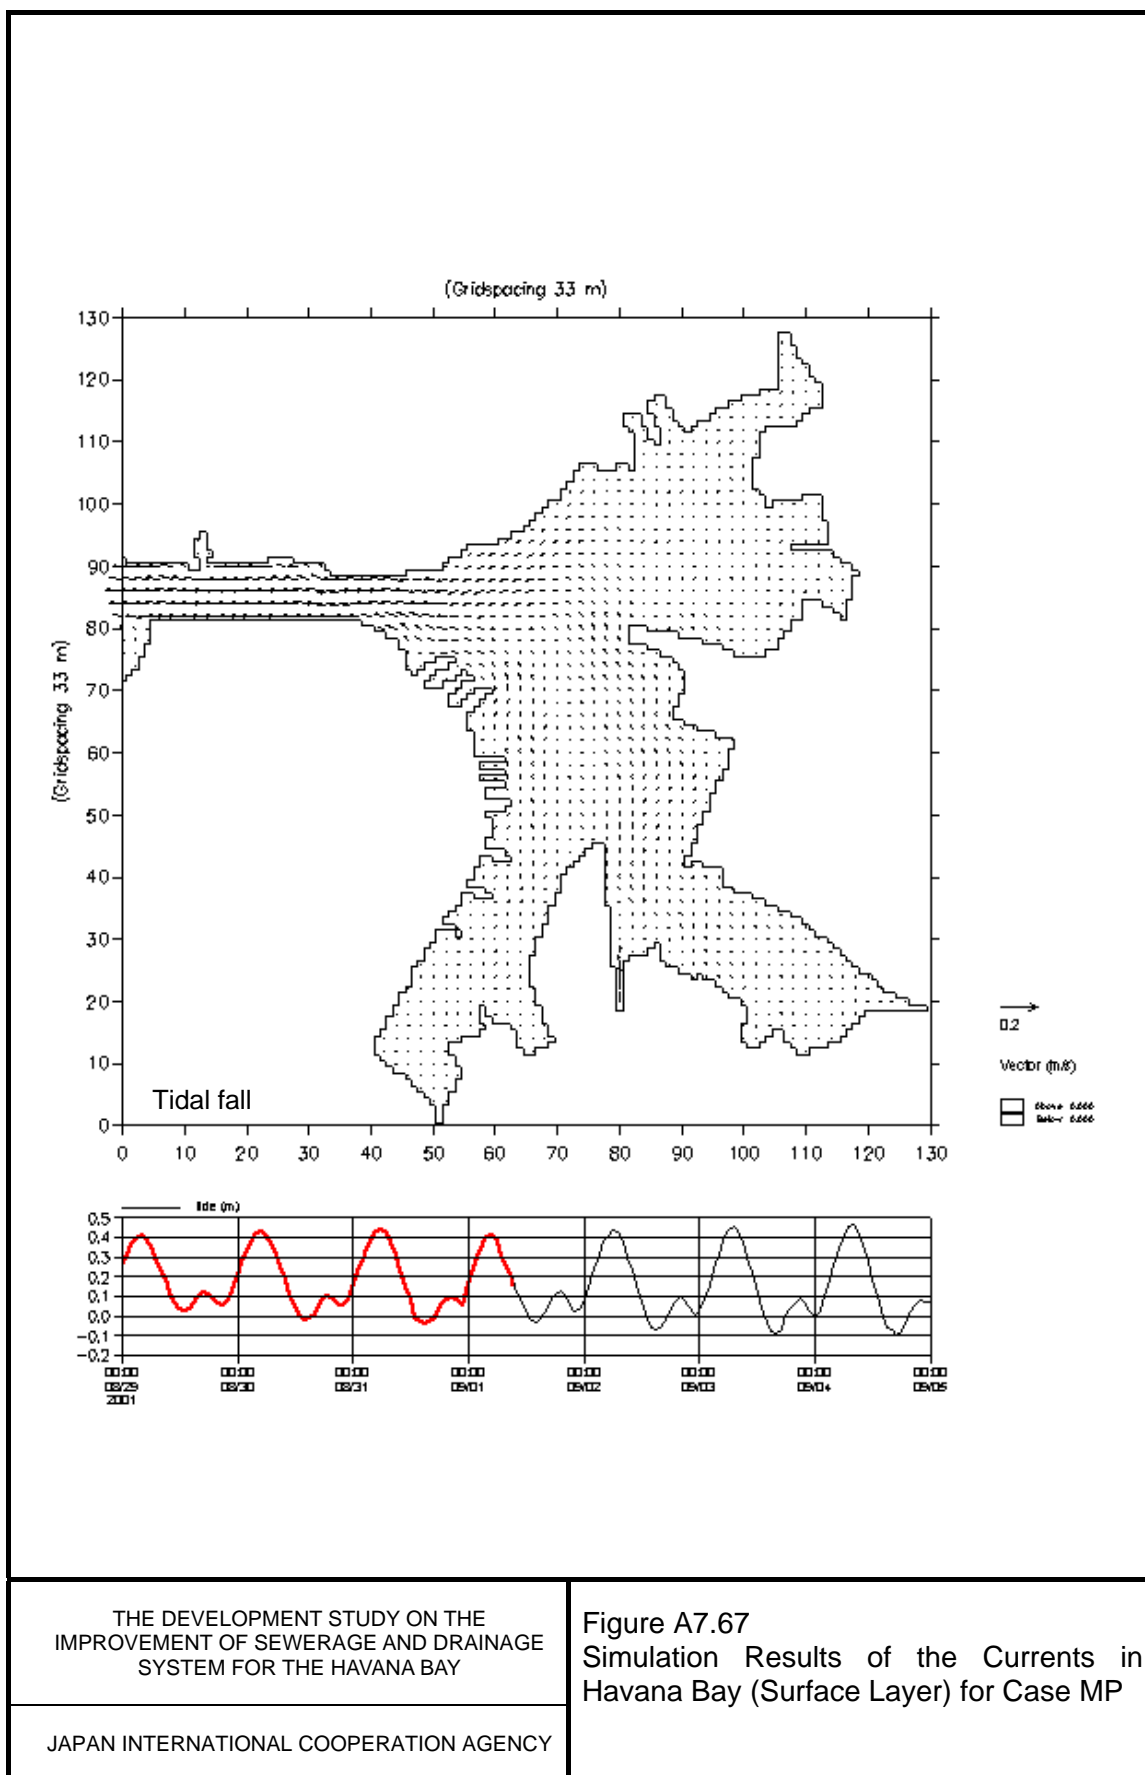 (Gridspacing 33 m)
130
120
110
100
90
80
70
60
50
40
30
20
10
0
(Gridspacing 33 m)
Tidal fall
0 10 20 30 40 50 60 70 80 90 100 110 120 130
0.2
Vector (m/s)
Above
Below
tide (m)
0.5
0.4
0.3
0.2
0.1
0.0
-0.1
-0.2
00:00 00:00 00:00 00:00 00:00 00:00 00:00 00:00
08/29 08/30 08/31 09/01 09/02 09/03 09/04 09/05
2001
THE DEVELOPMENT STUDY ON THE
IMPROVEMENT OF SEWERAGE AND DRAINAGE
SYSTEM FOR THE HAVANA BAY
JAPAN INTERNATIONAL COOPERATION AGENCY
Figure A7.67
Simulation Results of the Currents in
Havana Bay (Surface Layer) for Case MP